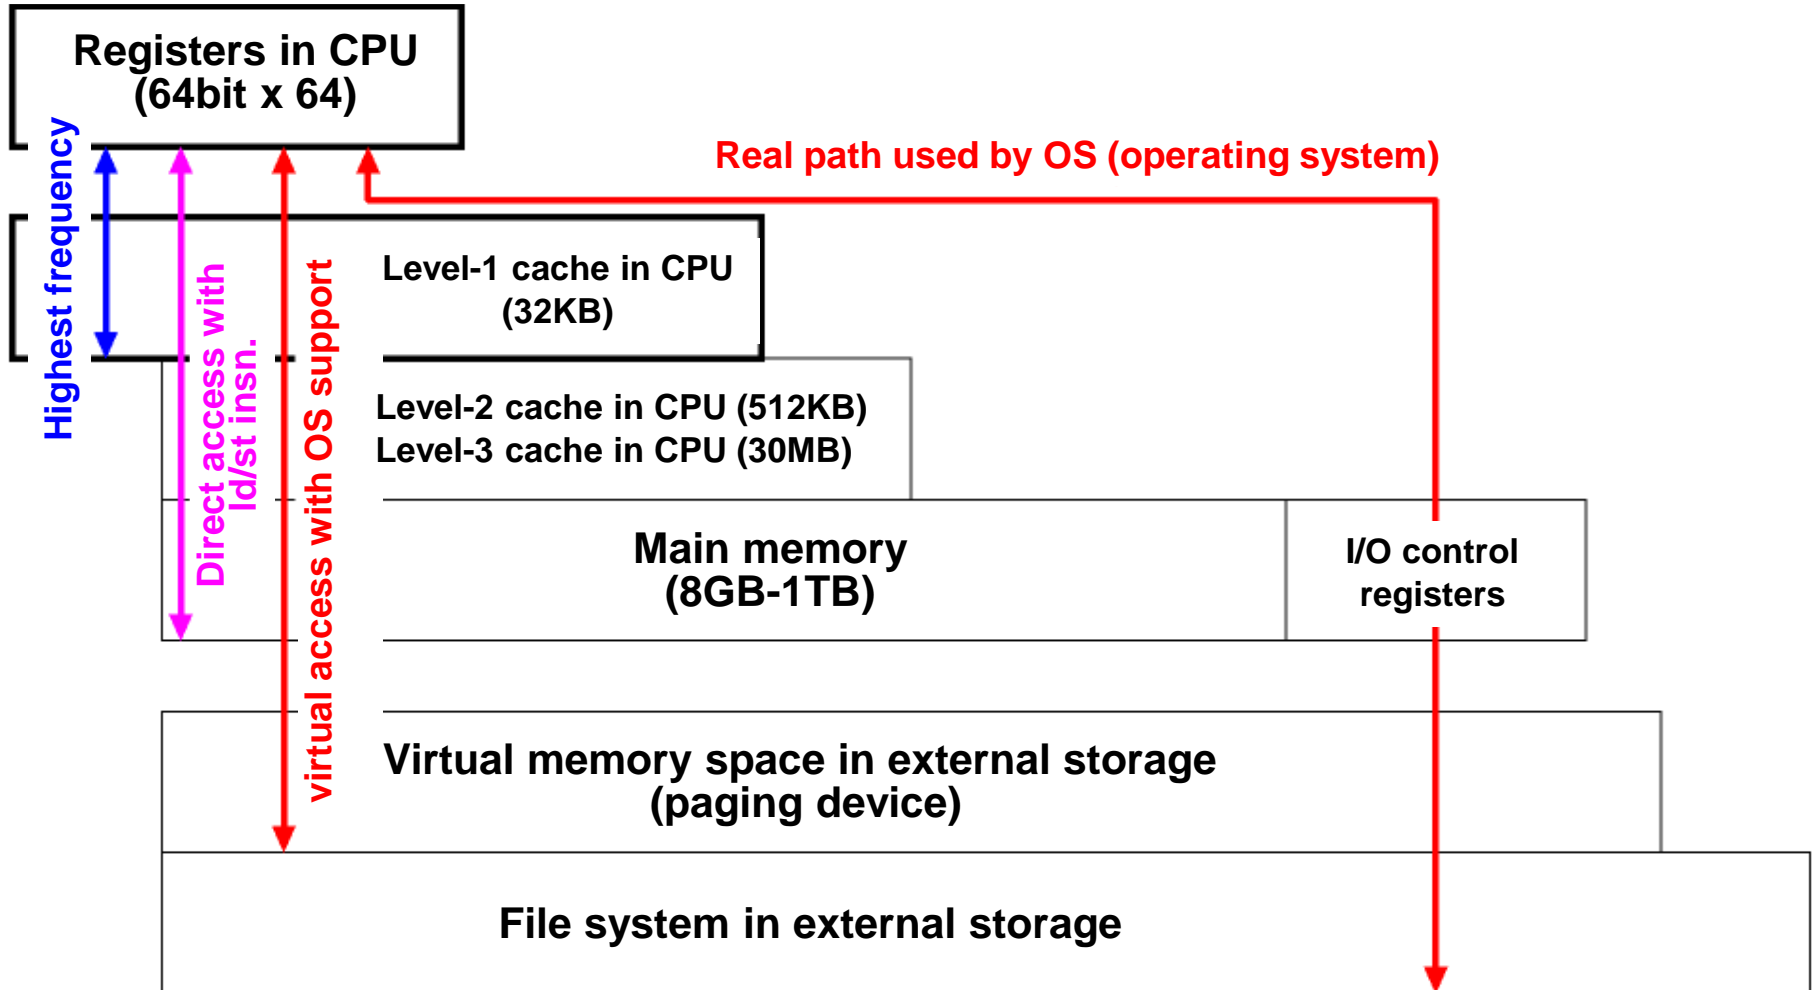 Registers in CPU
(64bit x 64)
Real path used by OS (operating system)
Highest frequency
Direct access with
ld/st insn.
virtual access with OS support
Level-1 cache in CPU
(32KB)
Level-2 cache in CPU (512KB)
Level-3 cache in CPU (30MB)
Main memory
(8GB-1TB)
I/O control
registers
Virtual memory space in external storage
(paging device)
File system in external storage